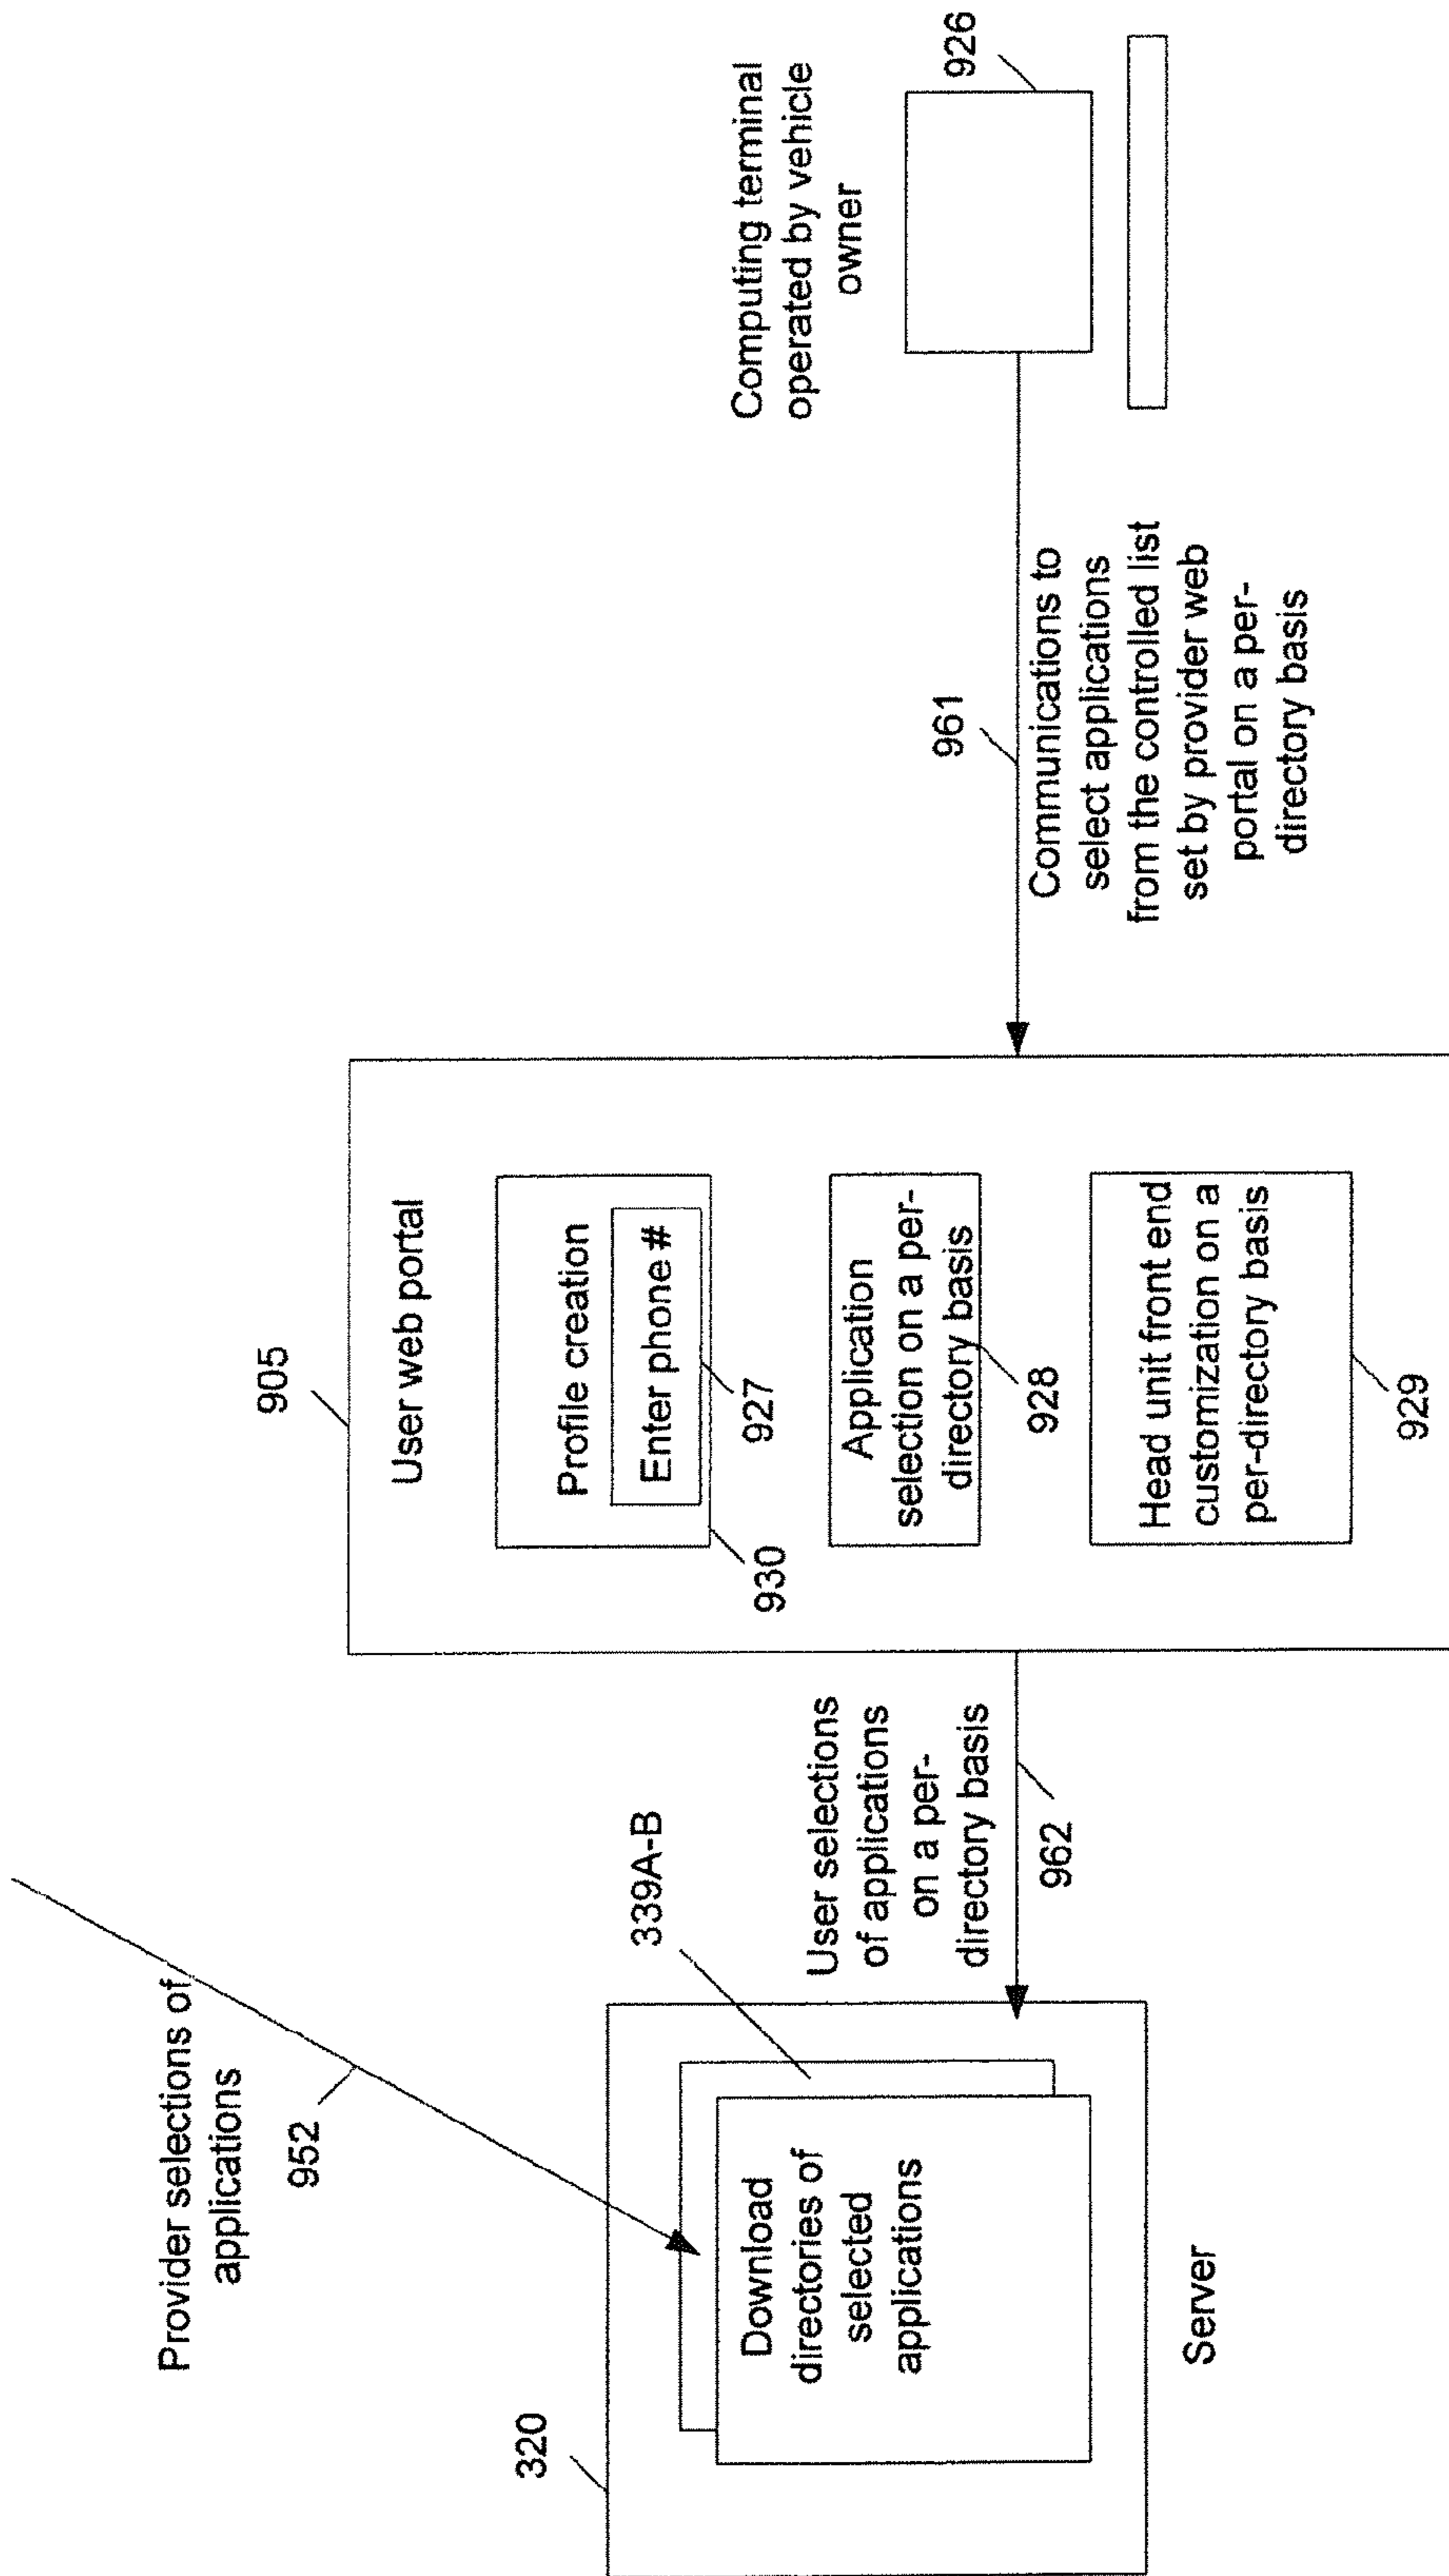 Provider selections of
applications
952
320
Download
directories of
selected
applications
Server
339A-B
User selections
of applications
on a per-
directory basis
962
905
User web portal
Profile creation
Enter phone #
927
930
Application
selection on a per-
directory basis
928
Head unit front end
customization on a
per-directory basis
929
961
Communications to
select applications
from the controlled list
set by provider web
portal on a per-
directory basis
Computing terminal
operated by vehicle
owner
926